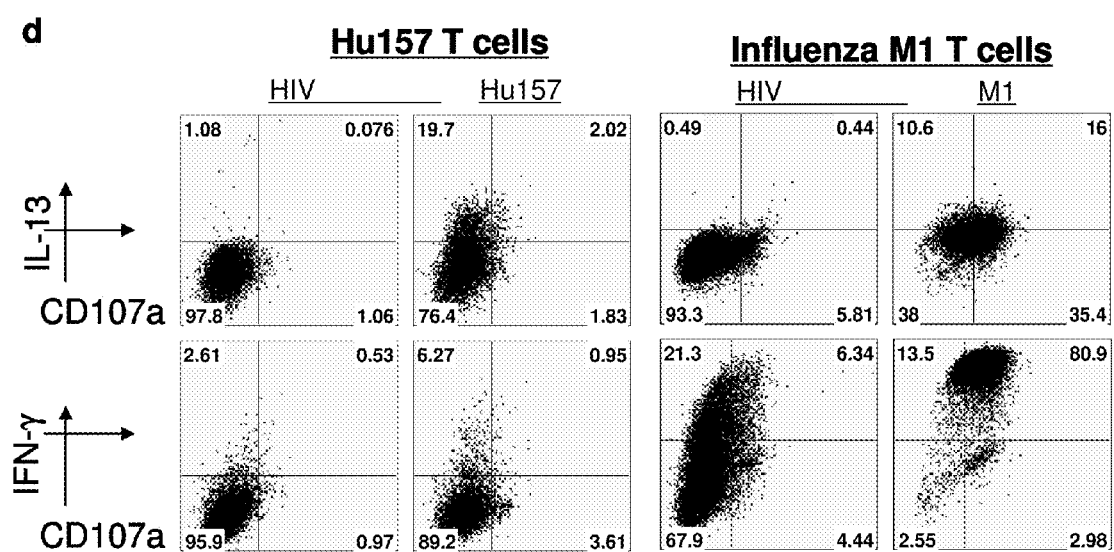 d
Hu157 T cells
Influenza M1 T cells
HIV
Hu157
HIV
M1
1.08 0.076
19.7 2.02
0.49 0.44
10.6 16
IL-13
CD107a
97.8 1.06
76.4 1.83
93.3 5.81
38 35.4
2.61 0.53
6.27 0.95
21.3 6.34
13.5 80.9
IFN-γ
CD107a
95.9 0.97
89.2 3.61
67.9 4.44
2.55 2.98